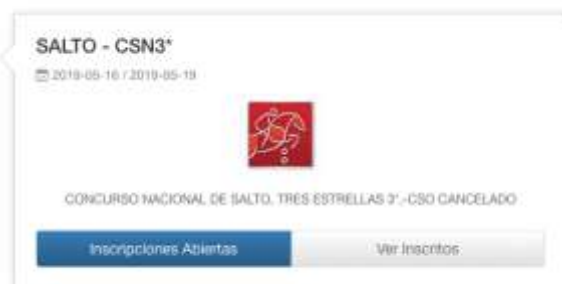 SALTO - CSN3*
2019-05-16 / 2019-05-19
CONCURSO NACIONAL DE SALTO, TRES ESTRELLAS 3*.-CSO CANCELADO
Inscripciones Abiertas
Ver Inscritos